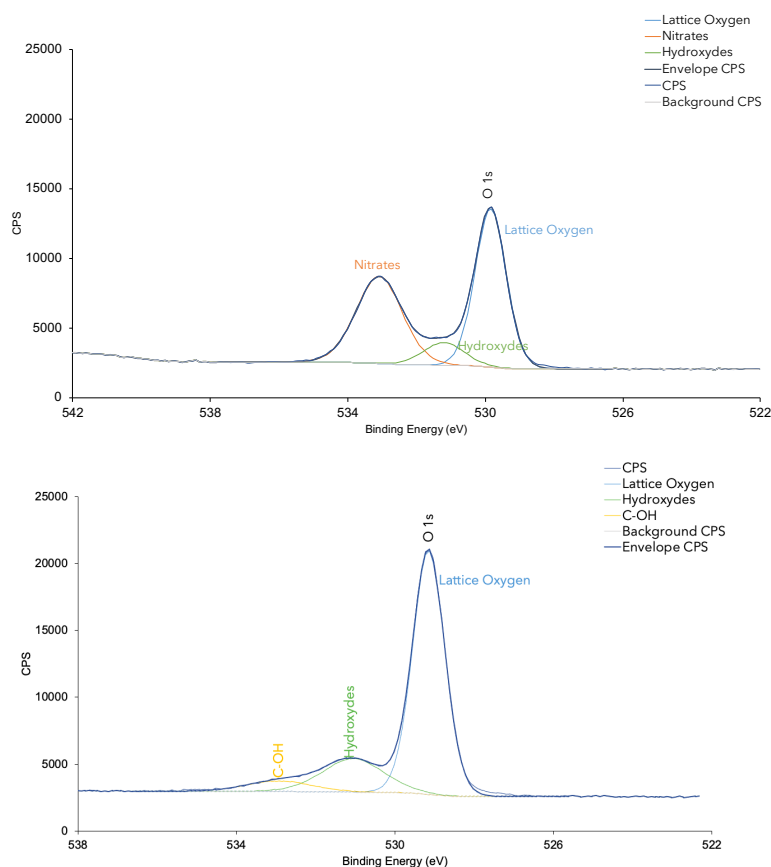 Lattice Oxygen
Nitrates
Hydroxydes
Envelope CPS
CPS
Background CPS
25000
20000
15000
10000
5000
0
CPS
O 1s
Lattice Oxygen
Nitrates
Hydroxydes
542
538
534
530
526
522
Binding Energy (eV)
CPS
Lattice Oxygen
Hydroxydes
C-OH
Background CPS
Envelope CPS
25000
20000
15000
10000
5000
0
CPS
O 1s
Lattice Oxygen
Hydroxydes
C-OH
538
534
530
526
522
Binding Energy (eV)